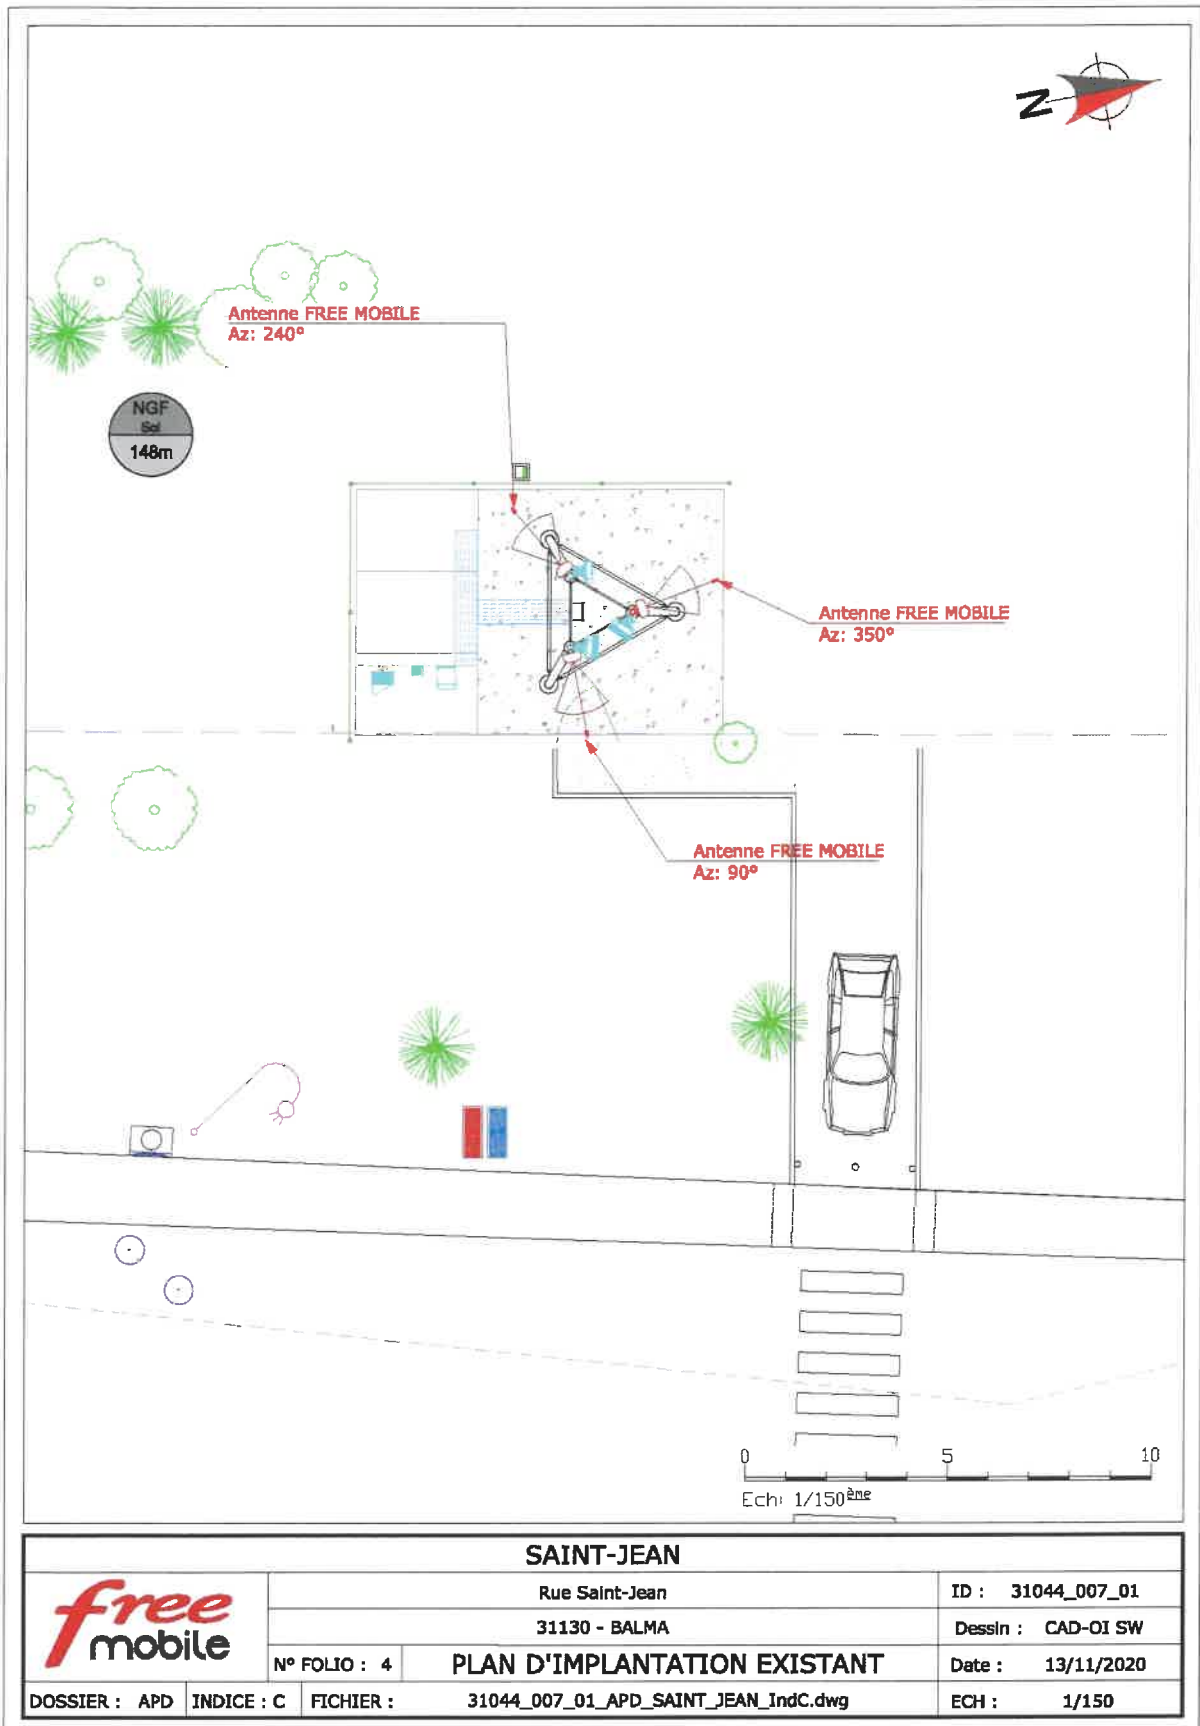 N
Antenne FREE MOBILE
Az: 240°
NGF
Sol
148m
Antenne FREE MOBILE
Az: 350°
Antenne FREE MOBILE
Az: 90°
0 5 10
Ech: 1/150ème
SAINT-JEAN
free
mobile
Rue Saint-Jean
ID : 31044_007_01
31130 - BALMA
Dessin : CAD-OI SW
N° FOLIO : 4
PLAN D'IMPLANTATION EXISTANT
Date : 13/11/2020
DOSSIER : APD
INDICE : C
FICHIER : 31044_007_01_APD_SAINT_JEAN_IndC.dwg
ECH : 1/150